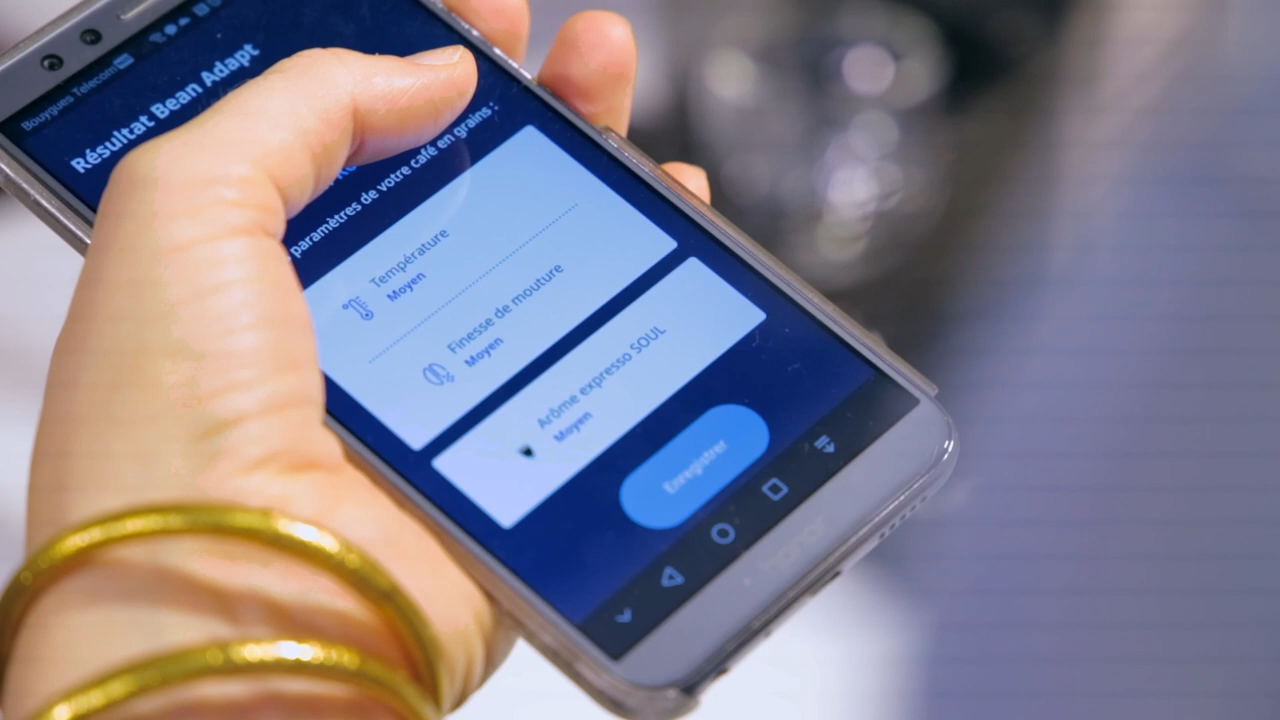 Bouygues Telecom
Résultat Bean Adapt
paramètres de votre café en grains :
Température
Moyen
Finesse de mouture
Moyen
Arôme expresso SOUL
Moyen
Enregistrer
honor